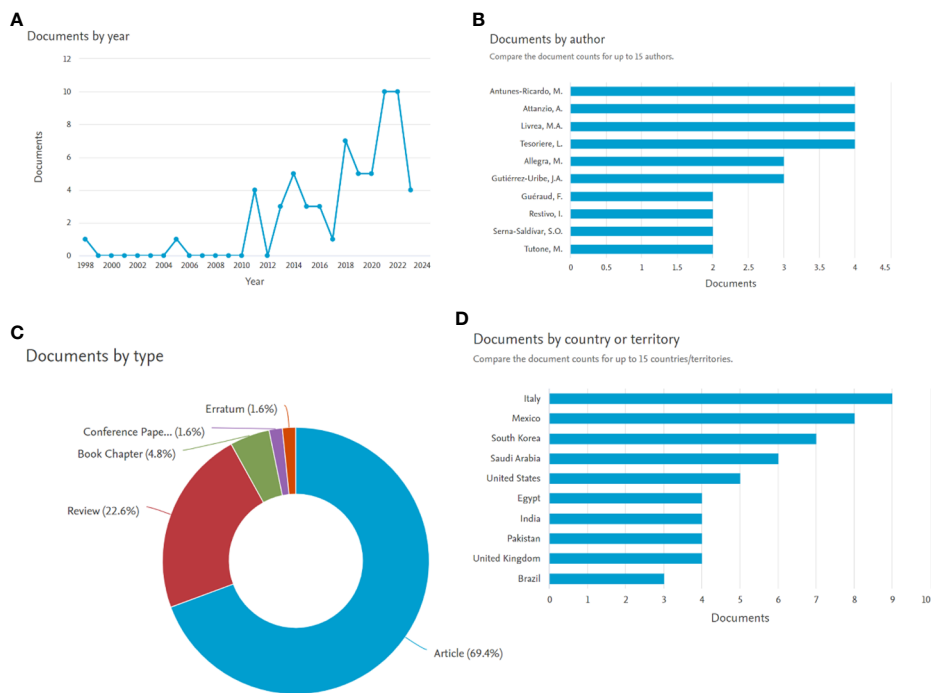 A
Documents by year
12
10
8
6
4
2
0
Documents
1998 2000 2002 2004 2006 2008 2010 2012 2014 2016 2018 2020 2022 2024
Year
B
Documents by author
Compare the document counts for up to 15 authors.
Antunes-Ricardo, M.
Attanzio, A.
Livrea, M.A.
Tesoriere, L.
Allegra, M.
Gutiérrez-Uribe, J.A.
Guéraud, F.
Restivo, I.
Serna-Saldívar, S.O.
Tutone, M.
0 0.5 1 1.5 2 2.5 3 3.5 4 4.5
Documents
C
Documents by type
Erratum (1.6%)
Conference Pape... (1.6%)
Book Chapter (4.8%)
Review (22.6%)
Article (69.4%)
D
Documents by country or territory
Compare the document counts for up to 15 countries/territories.
Italy
Mexico
South Korea
Saudi Arabia
United States
Egypt
India
Pakistan
United Kingdom
Brazil
0 1 2 3 4 5 6 7 8 9 10
Documents